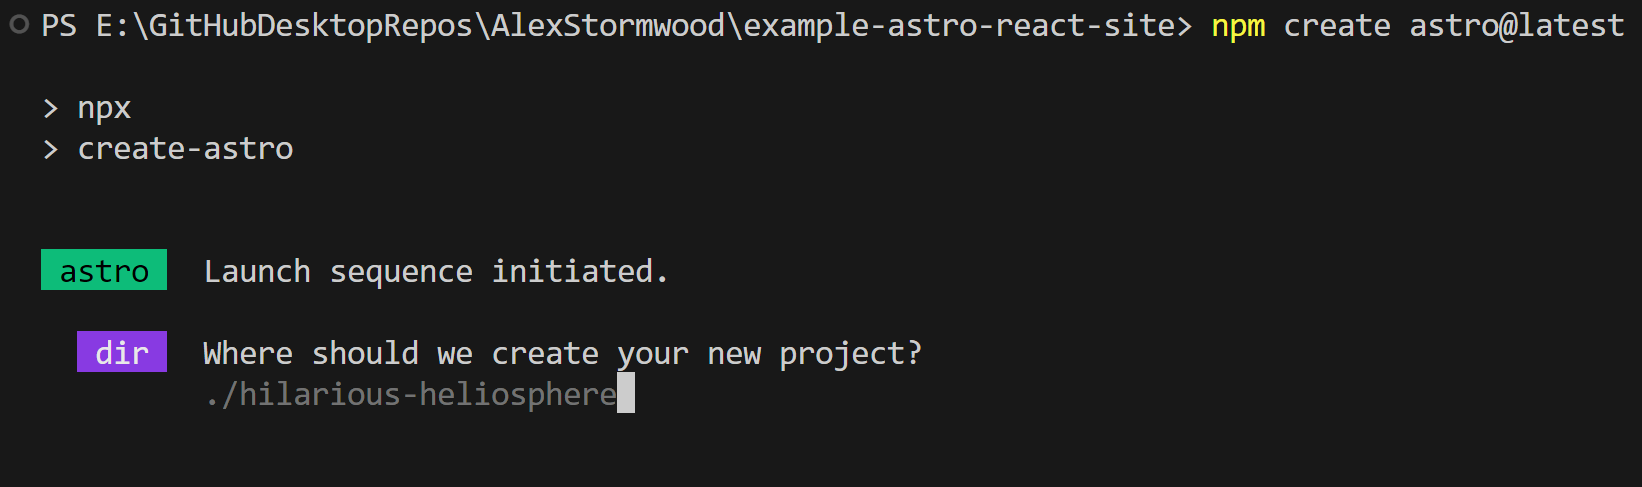 PS E:\GitHubDesktopRepos\AlexStormwood\example-astro-react-site> npm create astro@latest
> npx
> create-astro
astro Launch sequence initiated.
dir Where should we create your new project?
./hilarious-heliosphere